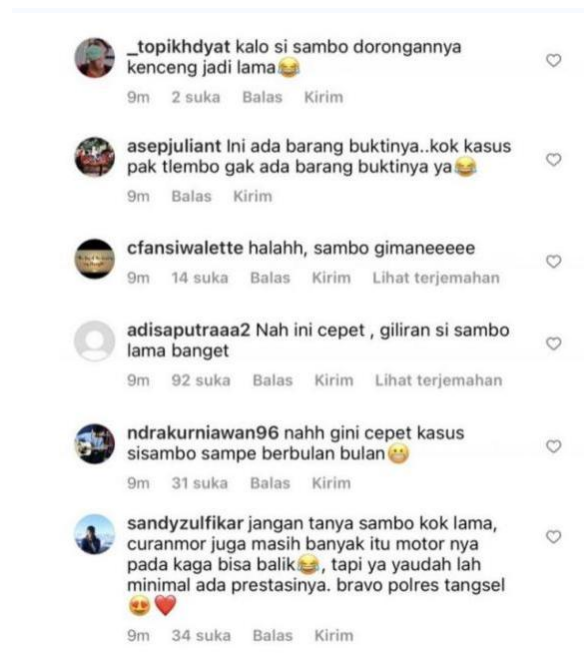 _topikhdyat kalo si sambo dorongannya
kenceng jadi lama😂
9m 2 suka Balas Kirim
asepjuliant Ini ada barang buktinya..kok kasus
pak tlembo gak ada barang buktinya ya😂
9m Balas Kirim
cfansiwalette halahh, sambo gimaneeeee
9m 14 suka Balas Kirim Lihat terjemahan
adisaputraaa2 Nah ini cepet , giliran si sambo
lama banget
9m 92 suka Balas Kirim Lihat terjemahan
ndrakurniawan96 nahh gini cepet kasus
sisambo sampe berbulan bulan😬
9m 31 suka Balas Kirim
sandyzulfikar jangan tanya sambo kok lama,
curanmor juga masih banyak itu motor nya
pada kaga bisa balik😂, tapi ya yaudah lah
minimal ada prestasinya. bravo polres tangsel
😍❤️
9m 34 suka Balas Kirim